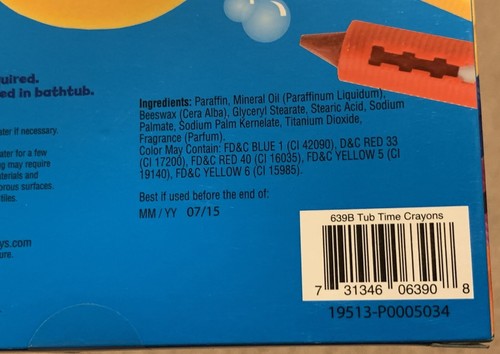 uired.
ed in bathtub.
ater if necessary.
ater for a few
g may require
terials and
orous surfaces.
tiles.
ys.com
ore.
Ingredients: Paraffin, Mineral Oil (Paraffinum Liquidum),
Beeswax (Cera Alba), Glyceryl Stearate, Stearic Acid, Sodium
Palmate, Sodium Palm Kernelate, Titanium Dioxide,
Fragrance (Parfum).
Color May Contain: FD&C BLUE 1 (CI 42090), D&C RED 33
(CI 17200), FD&C RED 40 (CI 16035), FD&C YELLOW 5 (CI
19140), FD&C YELLOW 6 (CI 15985).
Best if used before the end of:
MM / YY 07/15
639B Tub Time Crayons
7 31346 06390 8
19513-P0005034